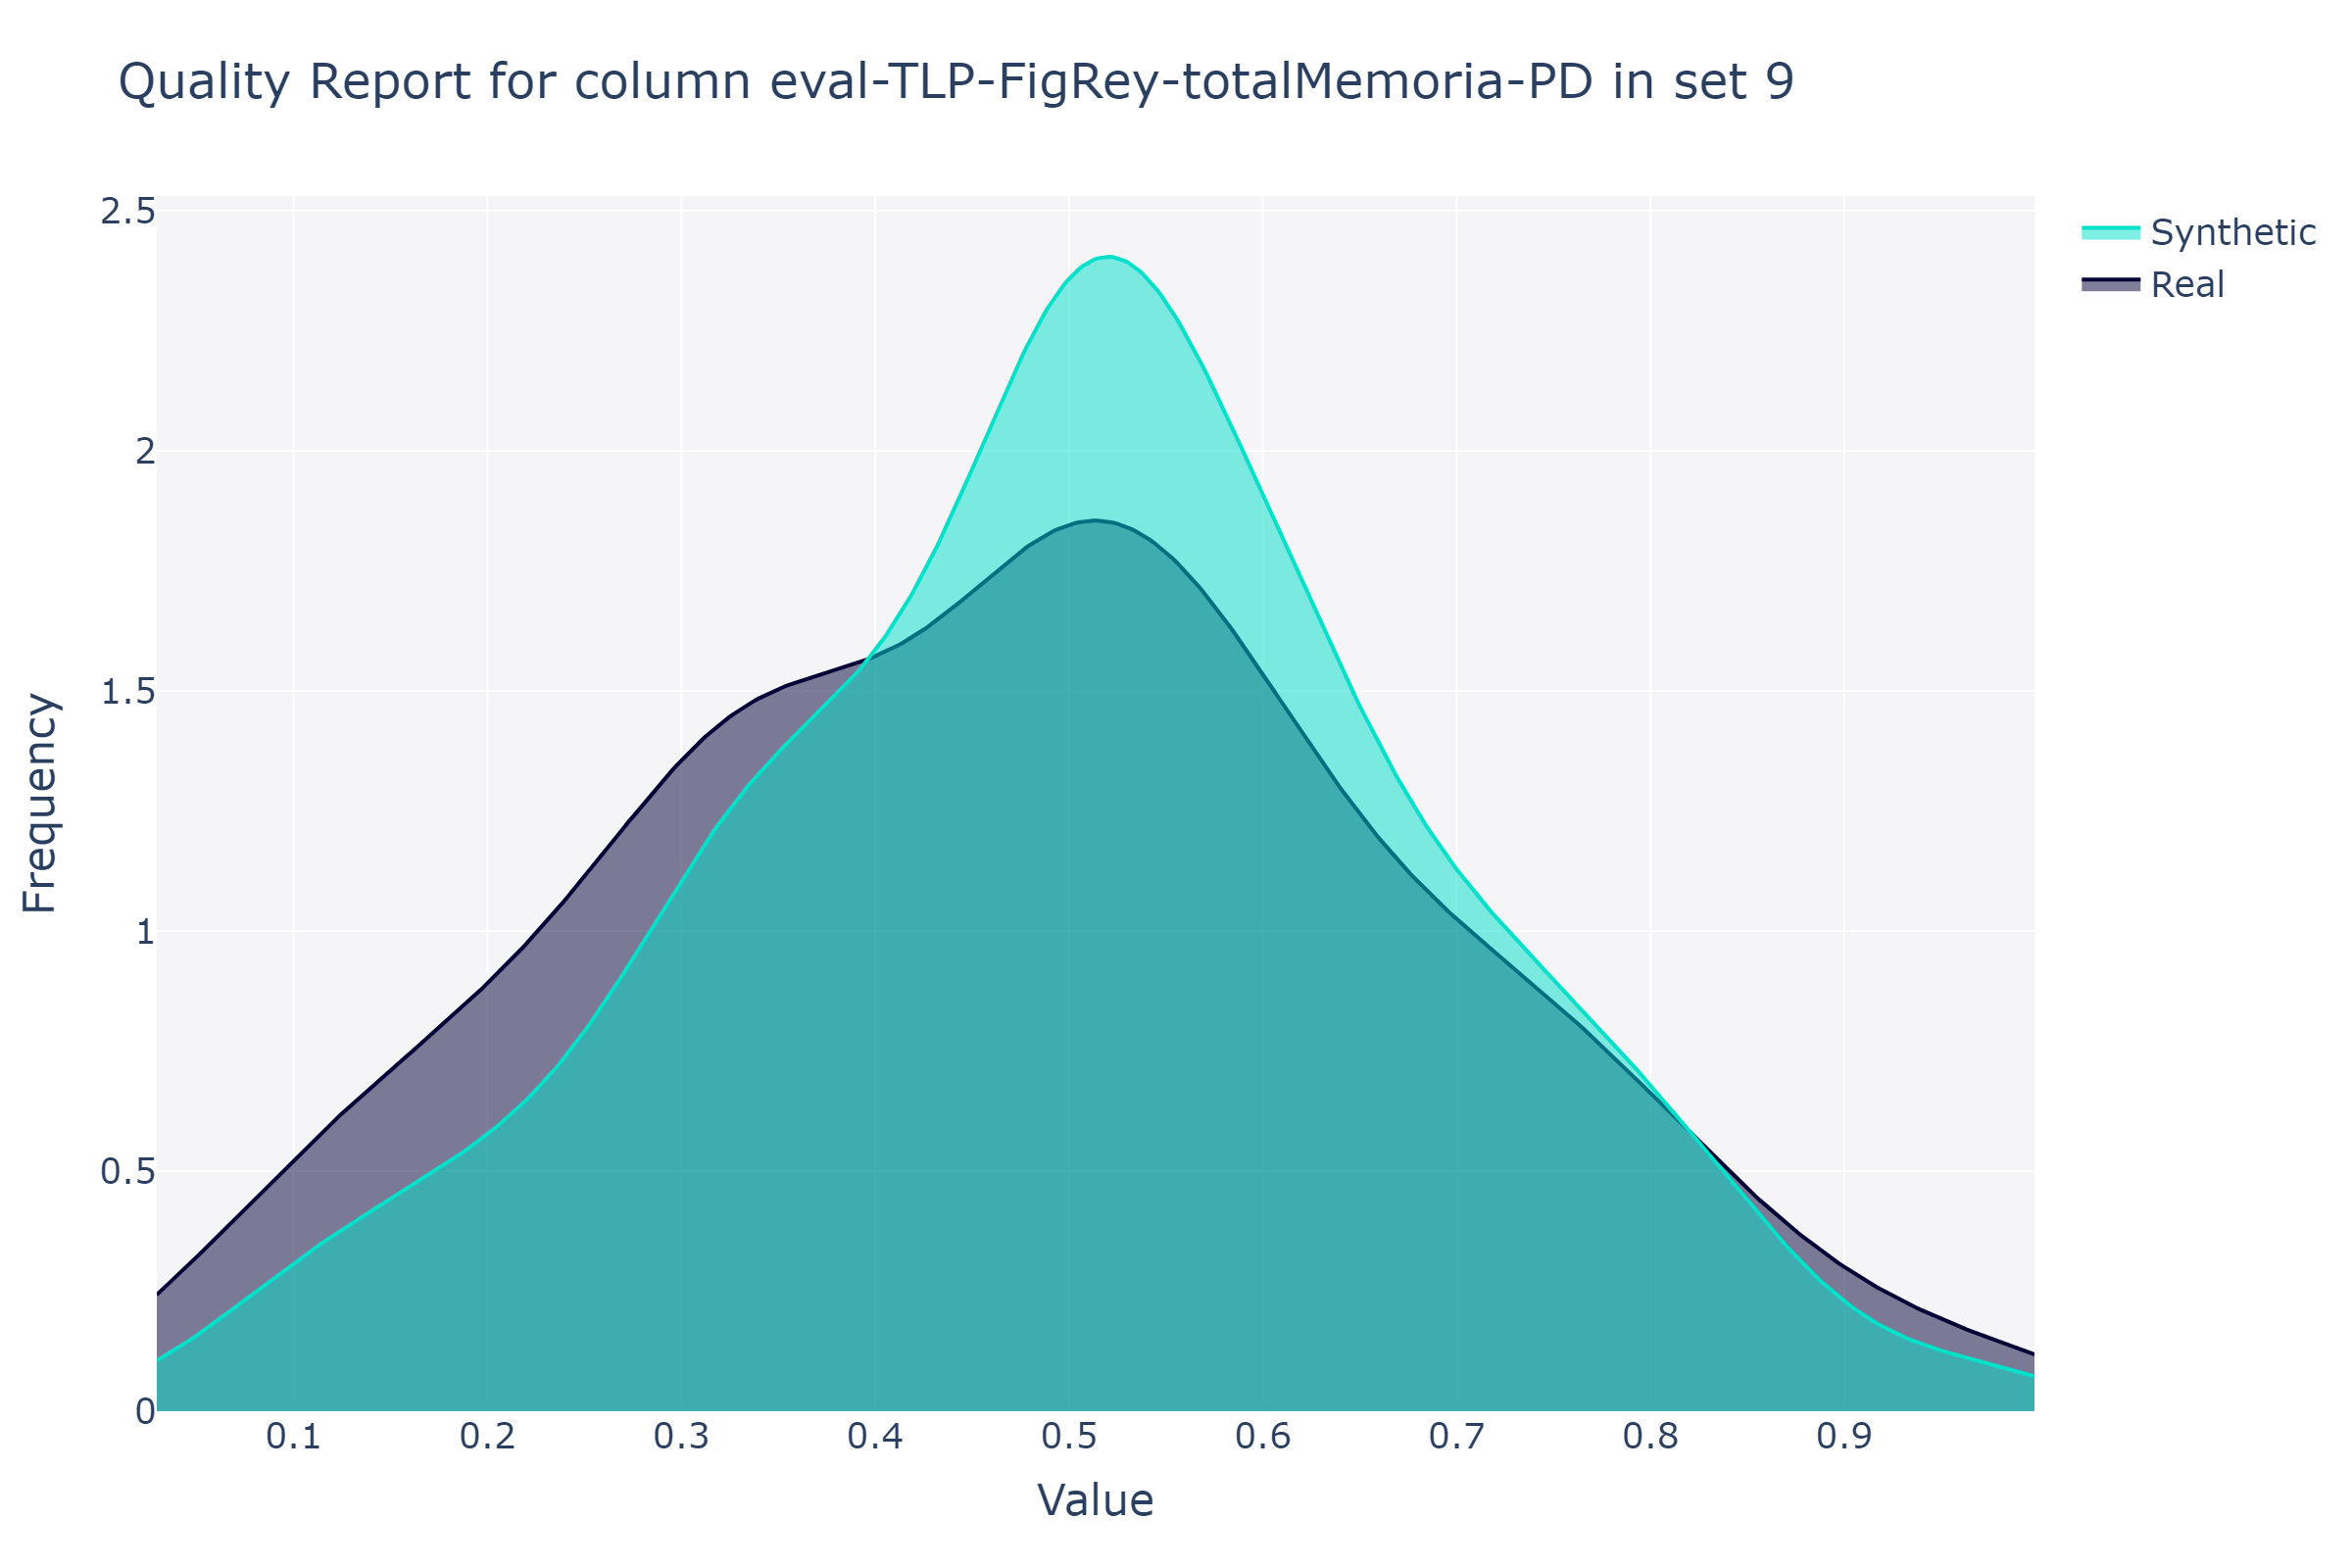 Quality Report for column eval-TLP-FigRey-totalMemoria-PD in set 9
2.5
2
1.5
1
0.5
0
Frequency
0.1 0.2 0.3 0.4 0.5 0.6 0.7 0.8 0.9
Value
Synthetic
Real